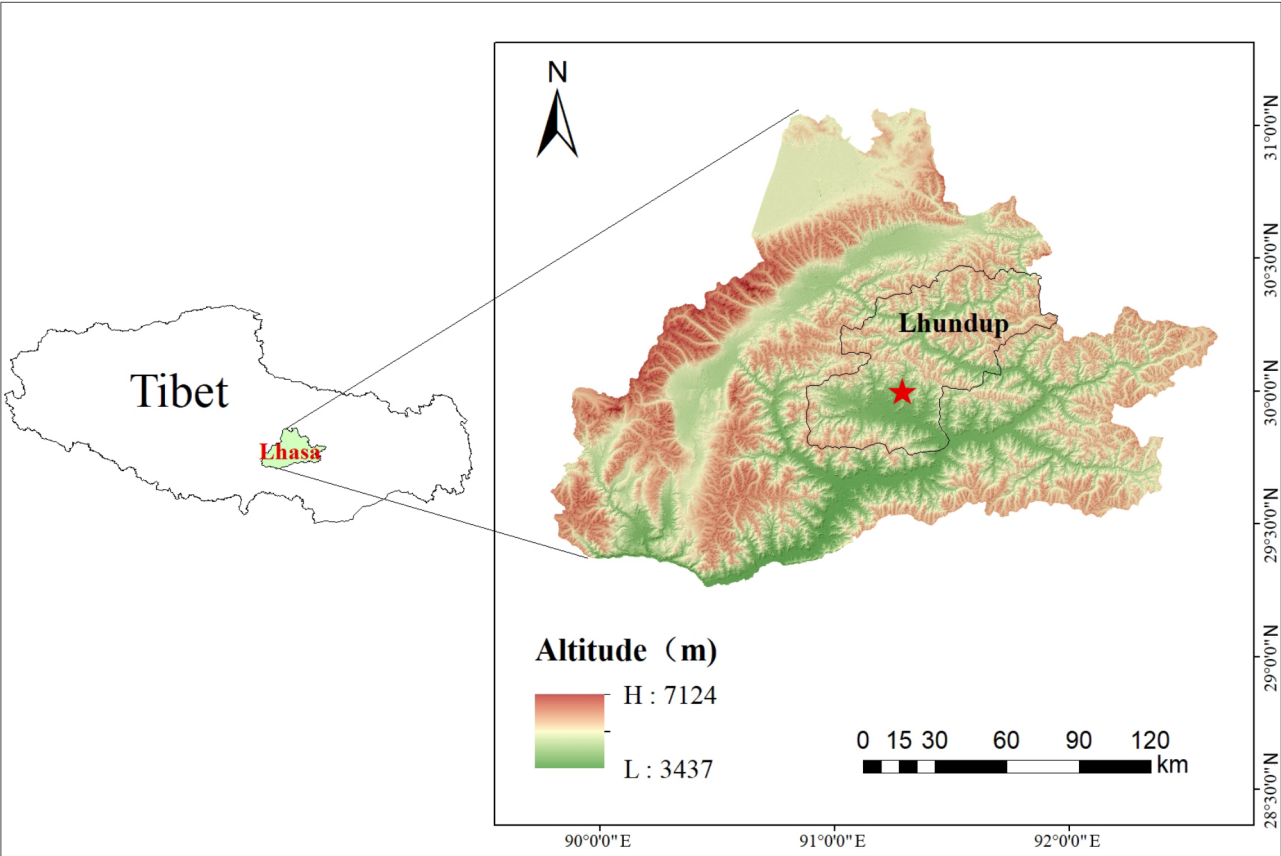 N
Tibet
Lhasa
Lhundup
Altitude（m)
H : 7124
L : 3437
0 15 30 60 90 120
km
31°0'0"N
30°30'0"N
30°0'0"N
29°30'0"N
29°0'0"N
28°30'0"N
90°0'0"E 91°0'0"E 92°0'0"E